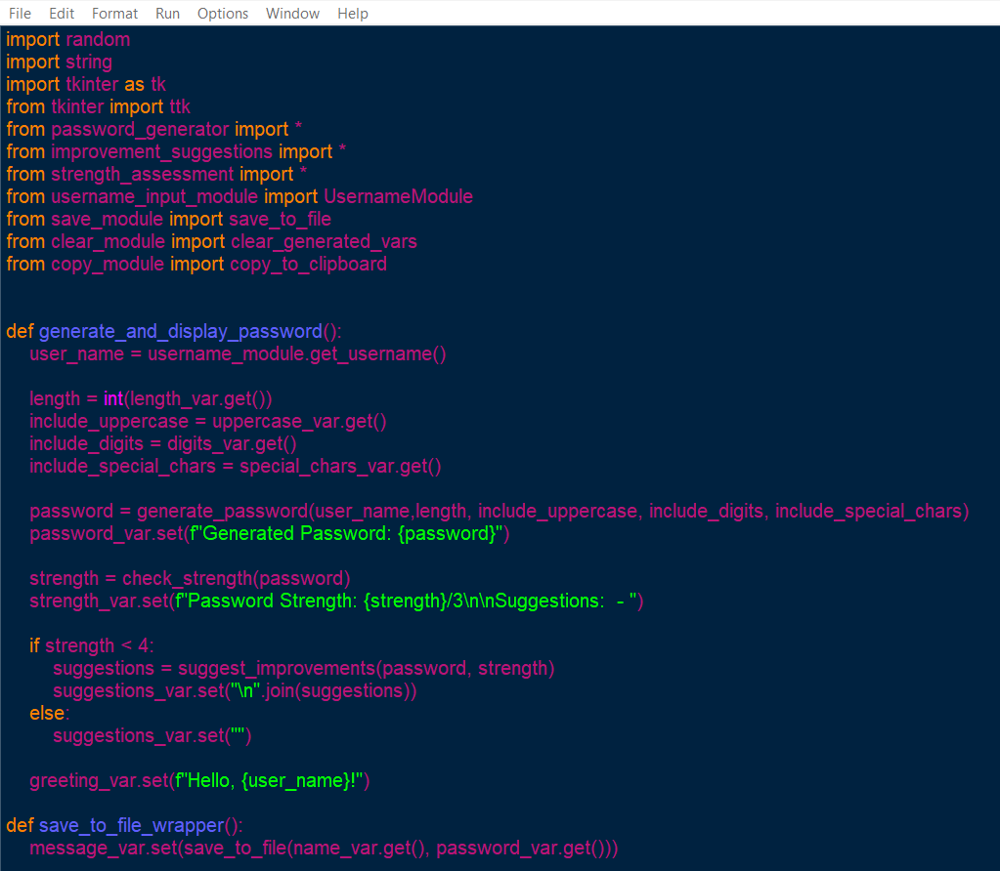 File Edit Format Run Options Window Help
import random
import string
import tkinter as tk
from tkinter import ttk
from password_generator import *
from improvement_suggestions import *
from strength_assessment import *
from username_input_module import UsernameModule
from save_module import save_to_file
from clear_module import clear_generated_vars
from copy_module import copy_to_clipboard
def generate_and_display_password():
    user_name = username_module.get_username()
    length = int(length_var.get())
    include_uppercase = uppercase_var.get()
    include_digits = digits_var.get()
    include_special_chars = special_chars_var.get()
    password = generate_password(user_name,length, include_uppercase, include_digits, include_special_chars)
    password_var.set(f"Generated Password: {password}")
    strength = check_strength(password)
    strength_var.set(f"Password Strength: {strength}/3\n\nSuggestions:  - ")
    if strength < 4:
        suggestions = suggest_improvements(password, strength)
        suggestions_var.set("\n".join(suggestions))
    else:
        suggestions_var.set("")
    greeting_var.set(f"Hello, {user_name}!")
def save_to_file_wrapper():
    message_var.set(save_to_file(name_var.get(), password_var.get()))